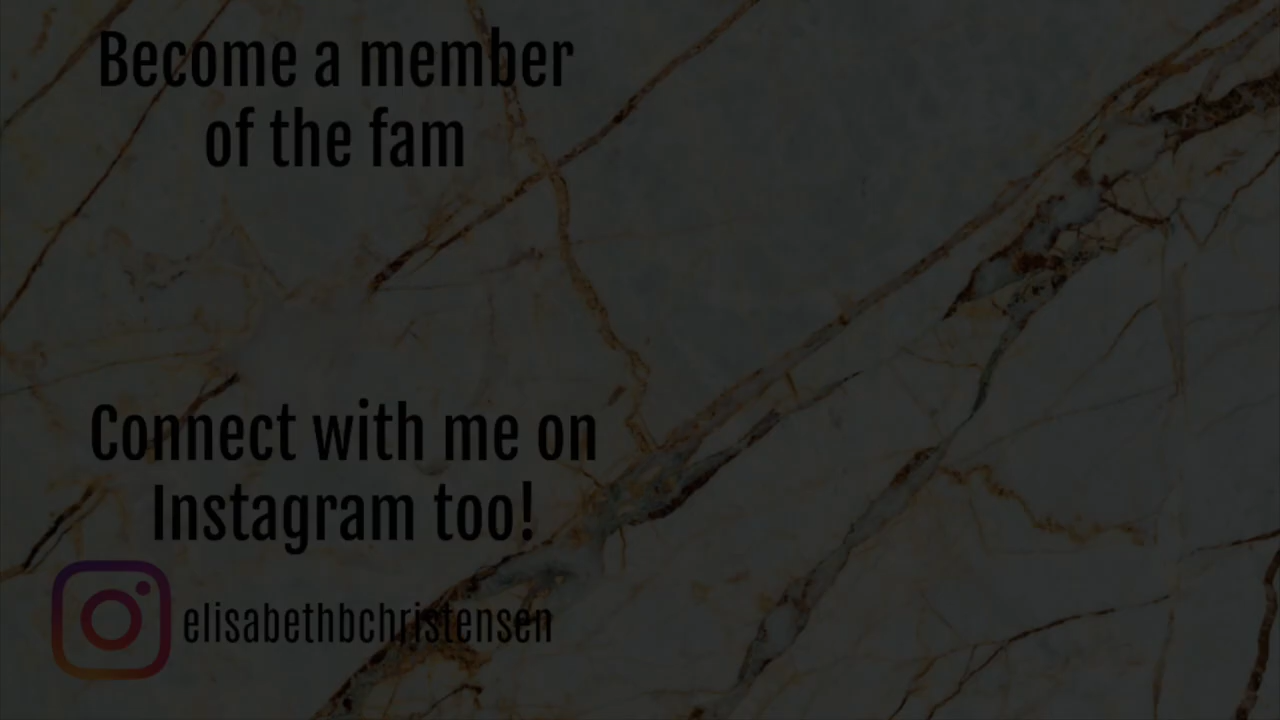 Become a member
of the fam
Connect with me on
Instagram too!
elisabethbchristensen